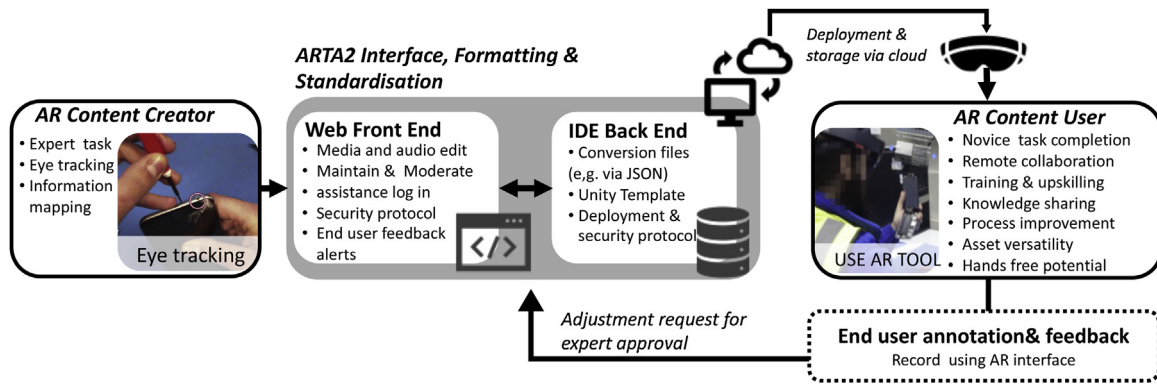 ARTA2 Interface, Formatting &
Standardisation
Deployment &
storage via cloud
AR Content Creator
• Expert task
• Eye tracking
• Information
mapping
Eye tracking
Web Front End
• Media and audio edit
• Maintain & Moderate
• assistance log in
• Security protocol
• End user feedback
alerts
</>
IDE Back End
• Conversion files
(e,g. via JSON)
• Unity Template
• Deployment &
security protocol
AR Content User
• Novice task completion
• Remote collaboration
• Training & upskilling
• Knowledge sharing
• Process improvement
• Asset versatility
• Hands free potential
USE AR TOOL
Adjustment request for
expert approval
End user annotation& feedback
Record using AR interface